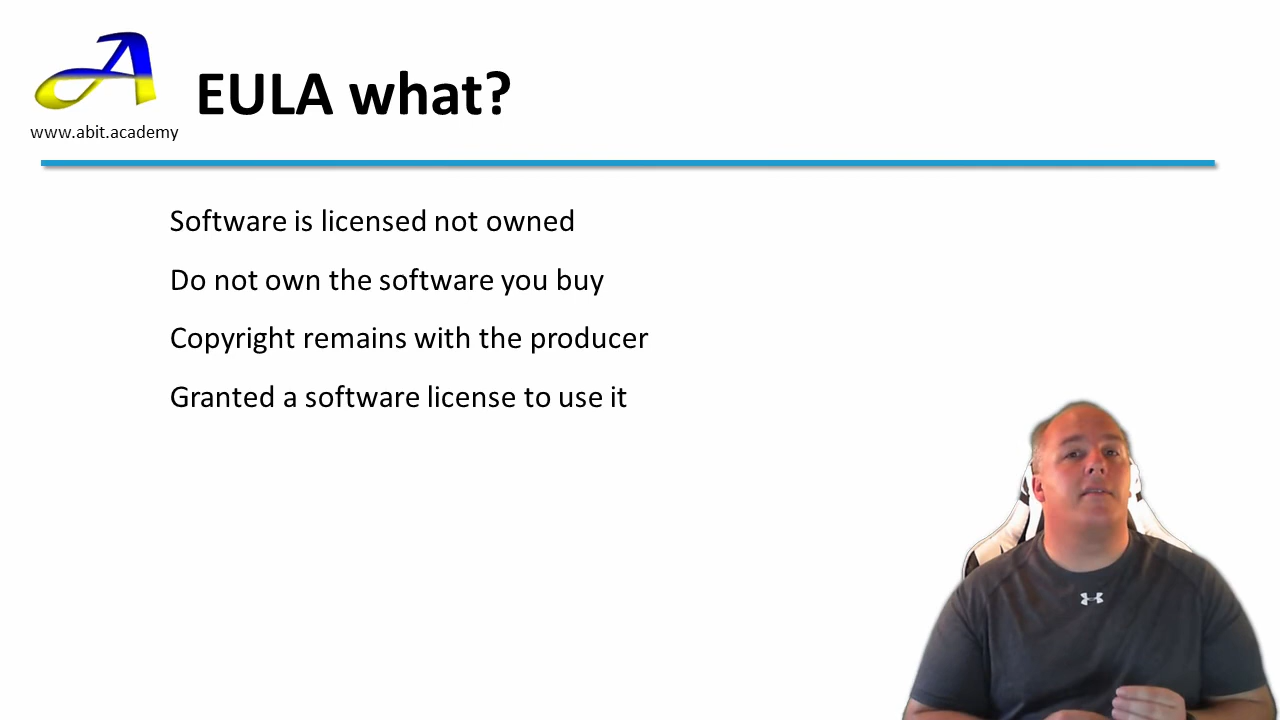 EULA what?
www.abit.academy
Software is licensed not owned
Do not own the software you buy
Copyright remains with the producer
Granted a software license to use it